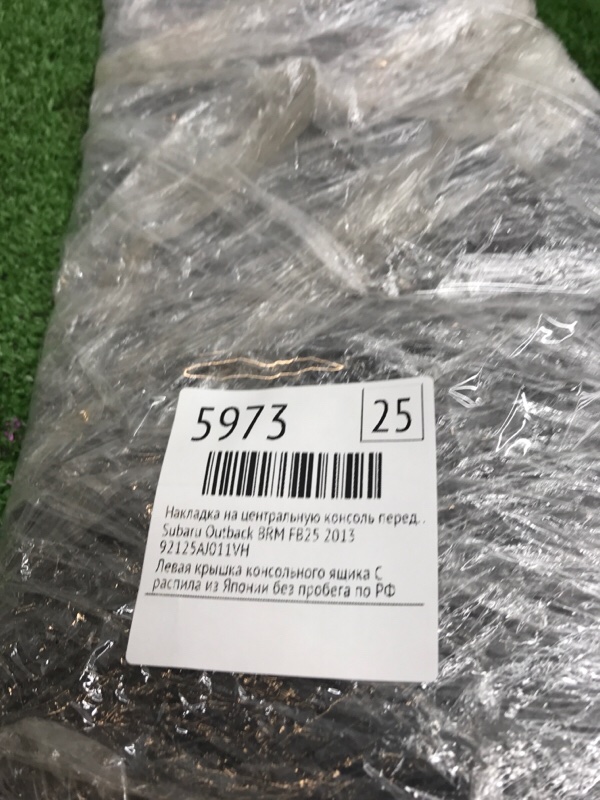 5973
25
Накладка на центральную консоль перед..
Subaru Outback BRM FB25 2013
92125AJ011VH
Левая крышка консольного ящика С
распила из Японии без пробега по РФ